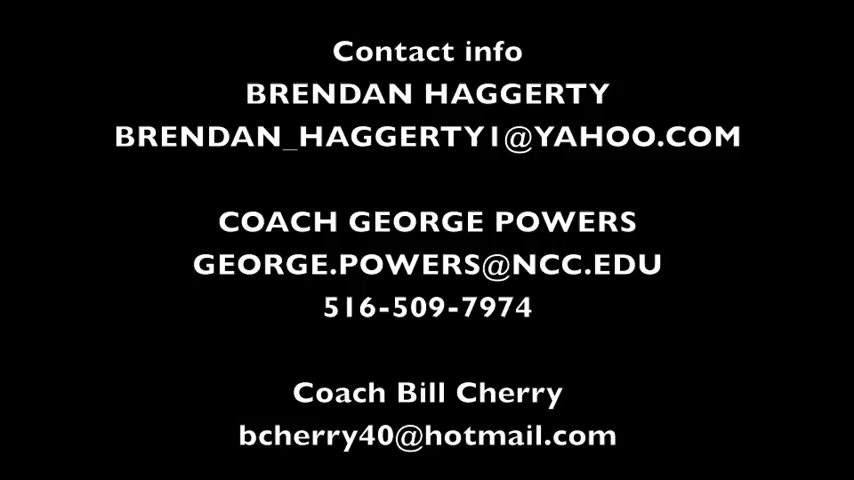 Contact info
BRENDAN HAGGERTY
BRENDAN_HAGGERTY1@YAHOO.COM
COACH GEORGE POWERS
GEORGE.POWERS@NCC.EDU
516-509-7974
Coach Bill Cherry
bcherry40@hotmail.com